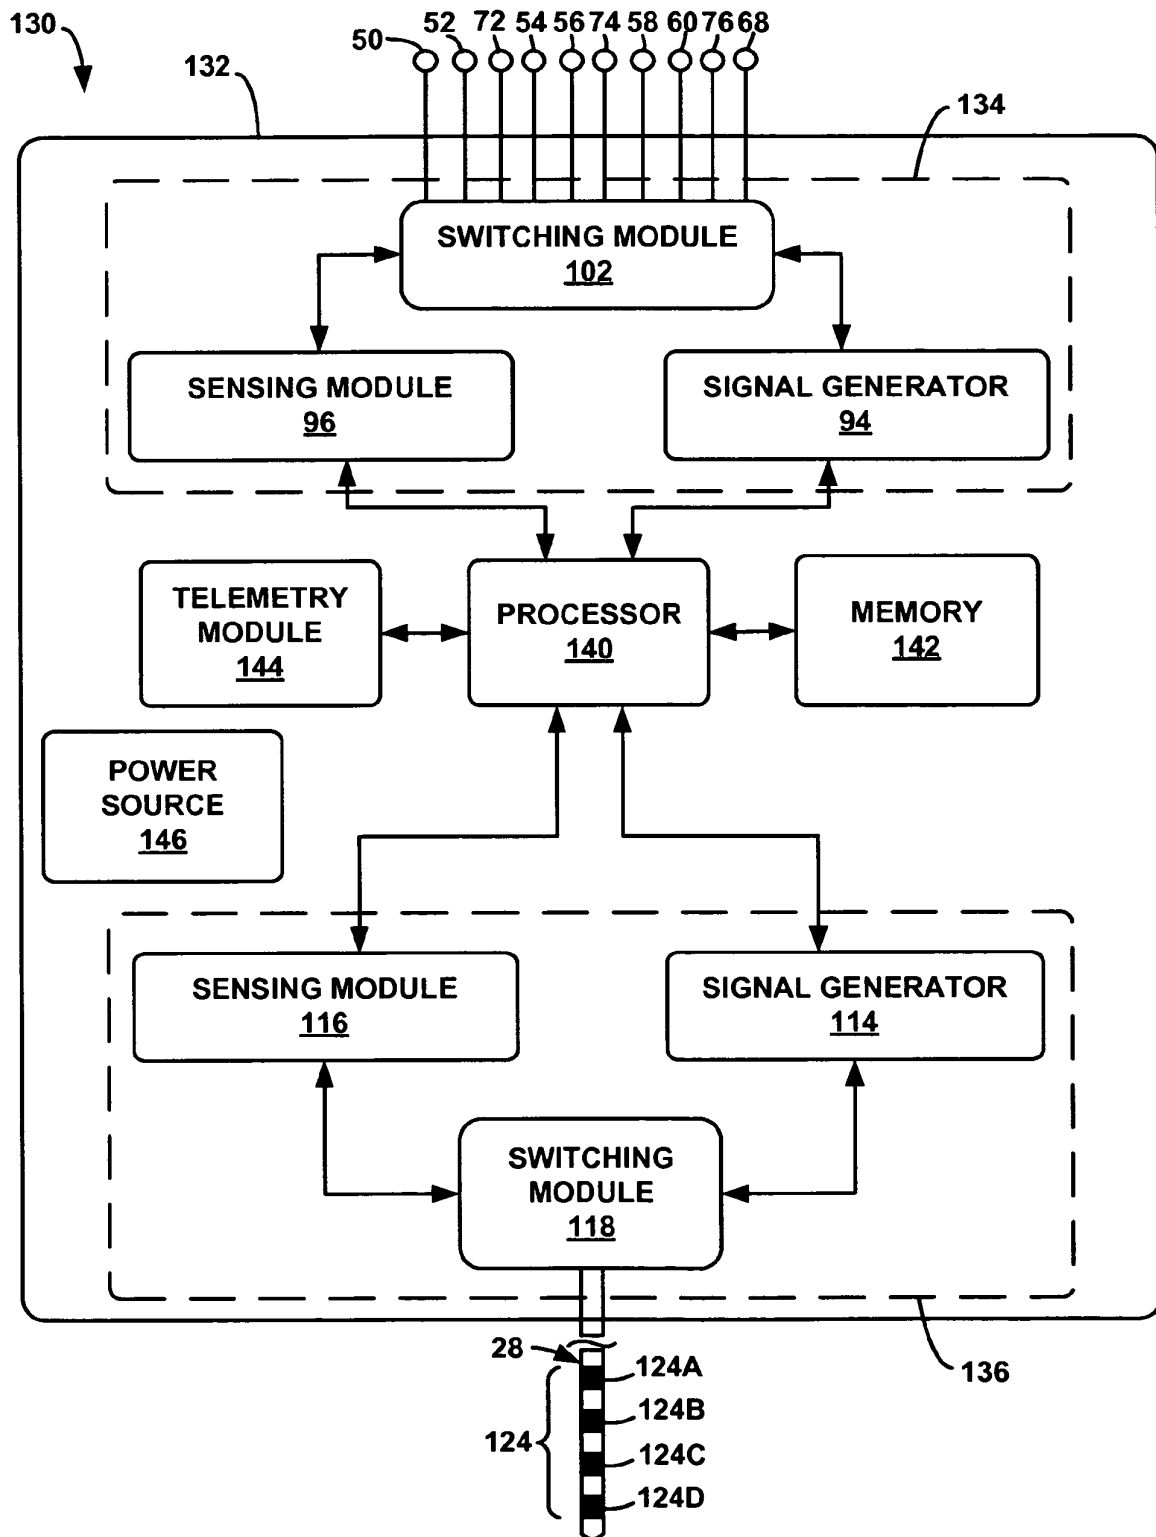 130
50 52 72 54 56 74 58 60 76 68
132
134
SWITCHING MODULE
102
SENSING MODULE
96
SIGNAL GENERATOR
94
TELEMETRY
MODULE
144
PROCESSOR
140
MEMORY
142
POWER
SOURCE
146
SENSING MODULE
116
SIGNAL GENERATOR
114
SWITCHING
MODULE
118
28
136
124
124A
124B
124C
124D